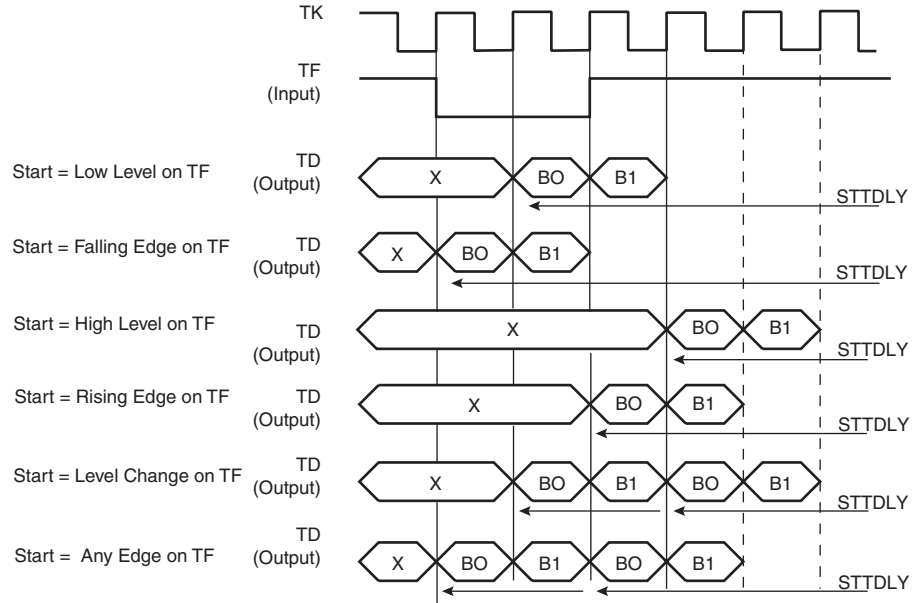 TK
TF
(Input)
Start = Low Level on TF
TD
(Output)
X
BO
B1
STTDLY
Start = Falling Edge on TF
TD
(Output)
X
BO
B1
STTDLY
Start = High Level on TF
TD
(Output)
X
BO
B1
STTDLY
Start = Rising Edge on TF
TD
(Output)
X
BO
B1
STTDLY
Start = Level Change on TF
TD
(Output)
X
BO
B1
BO
B1
STTDLY
Start = Any Edge on TF
TD
(Output)
X
BO
B1
BO
B1
STTDLY